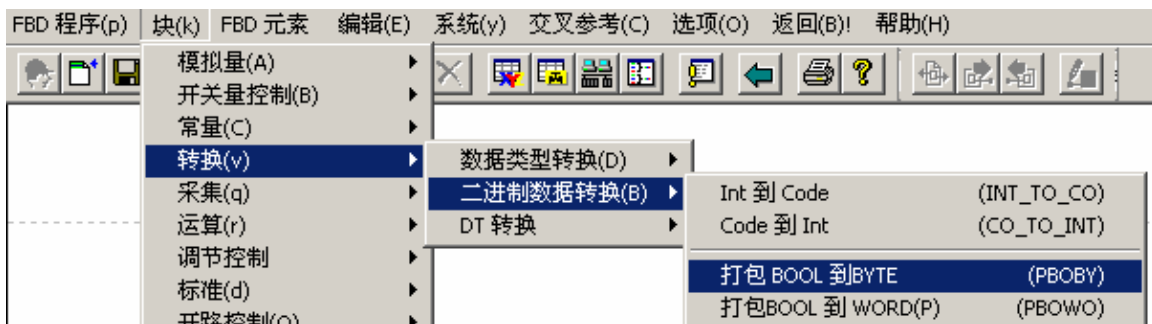 FBD 程序(p) 块(k) FBD 元素 编辑(E) 系统(y) 交叉参考(C) 选项(O) 返回(B)! 帮助(H)
模拟量(A)
开关量控制(B)
常量(C)
转换(v)
数据类型转换(D)
采集(q)
二进制数据转换(B)
Int 到 Code (INT_TO_CO)
运算(r)
DT 转换
Code 到 Int (CO_TO_INT)
调节控制
标准(d)
打包 BOOL 到BYTE (PBOBY)
开路控制(O)
打包BOOL 到 WORD(P) (PBOWO)